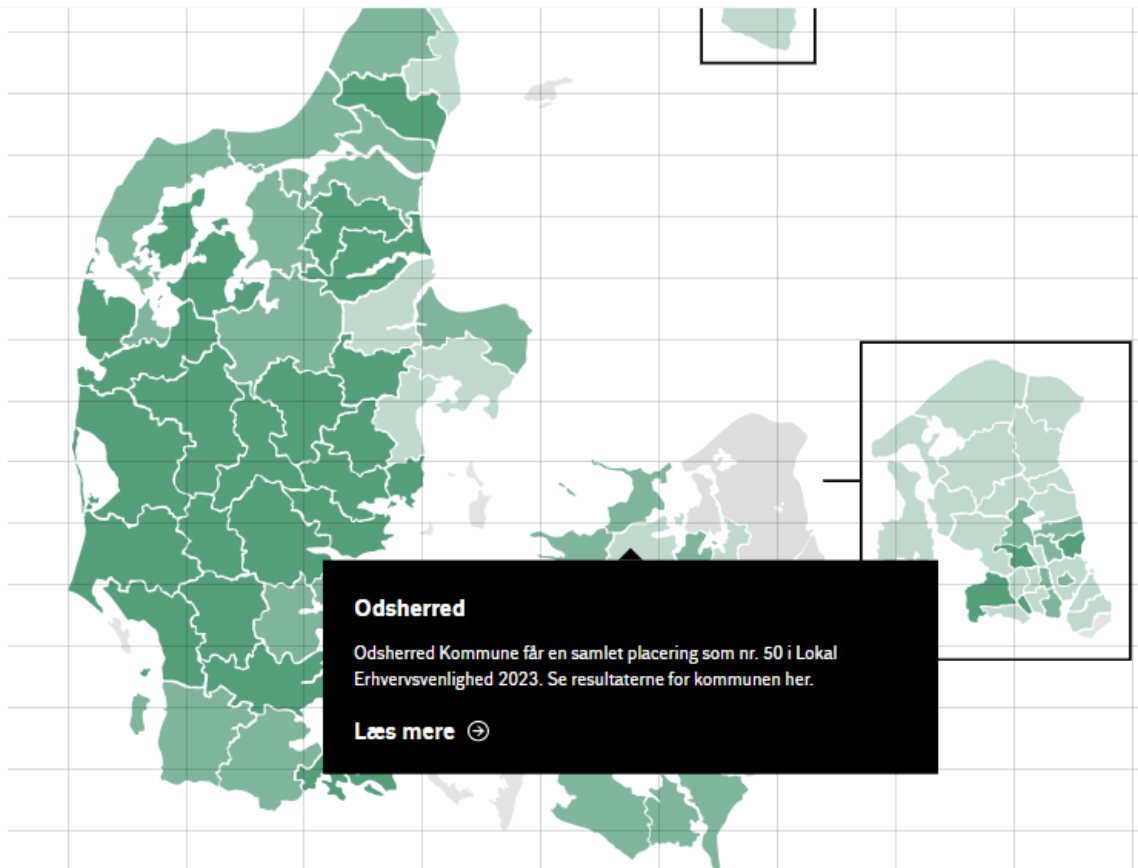 Odsherred
Odsherred Kommune får en samlet placering som nr. 50 i Lokal
Erhvervsvenlighed 2023. Se resultaterne for kommunen her.
Læs mere